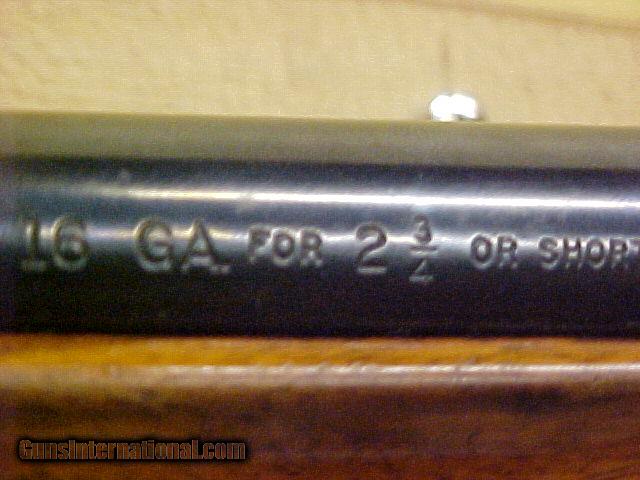 16 GA. FOR 2 3/4 OR SHORT
GunsInternational.com